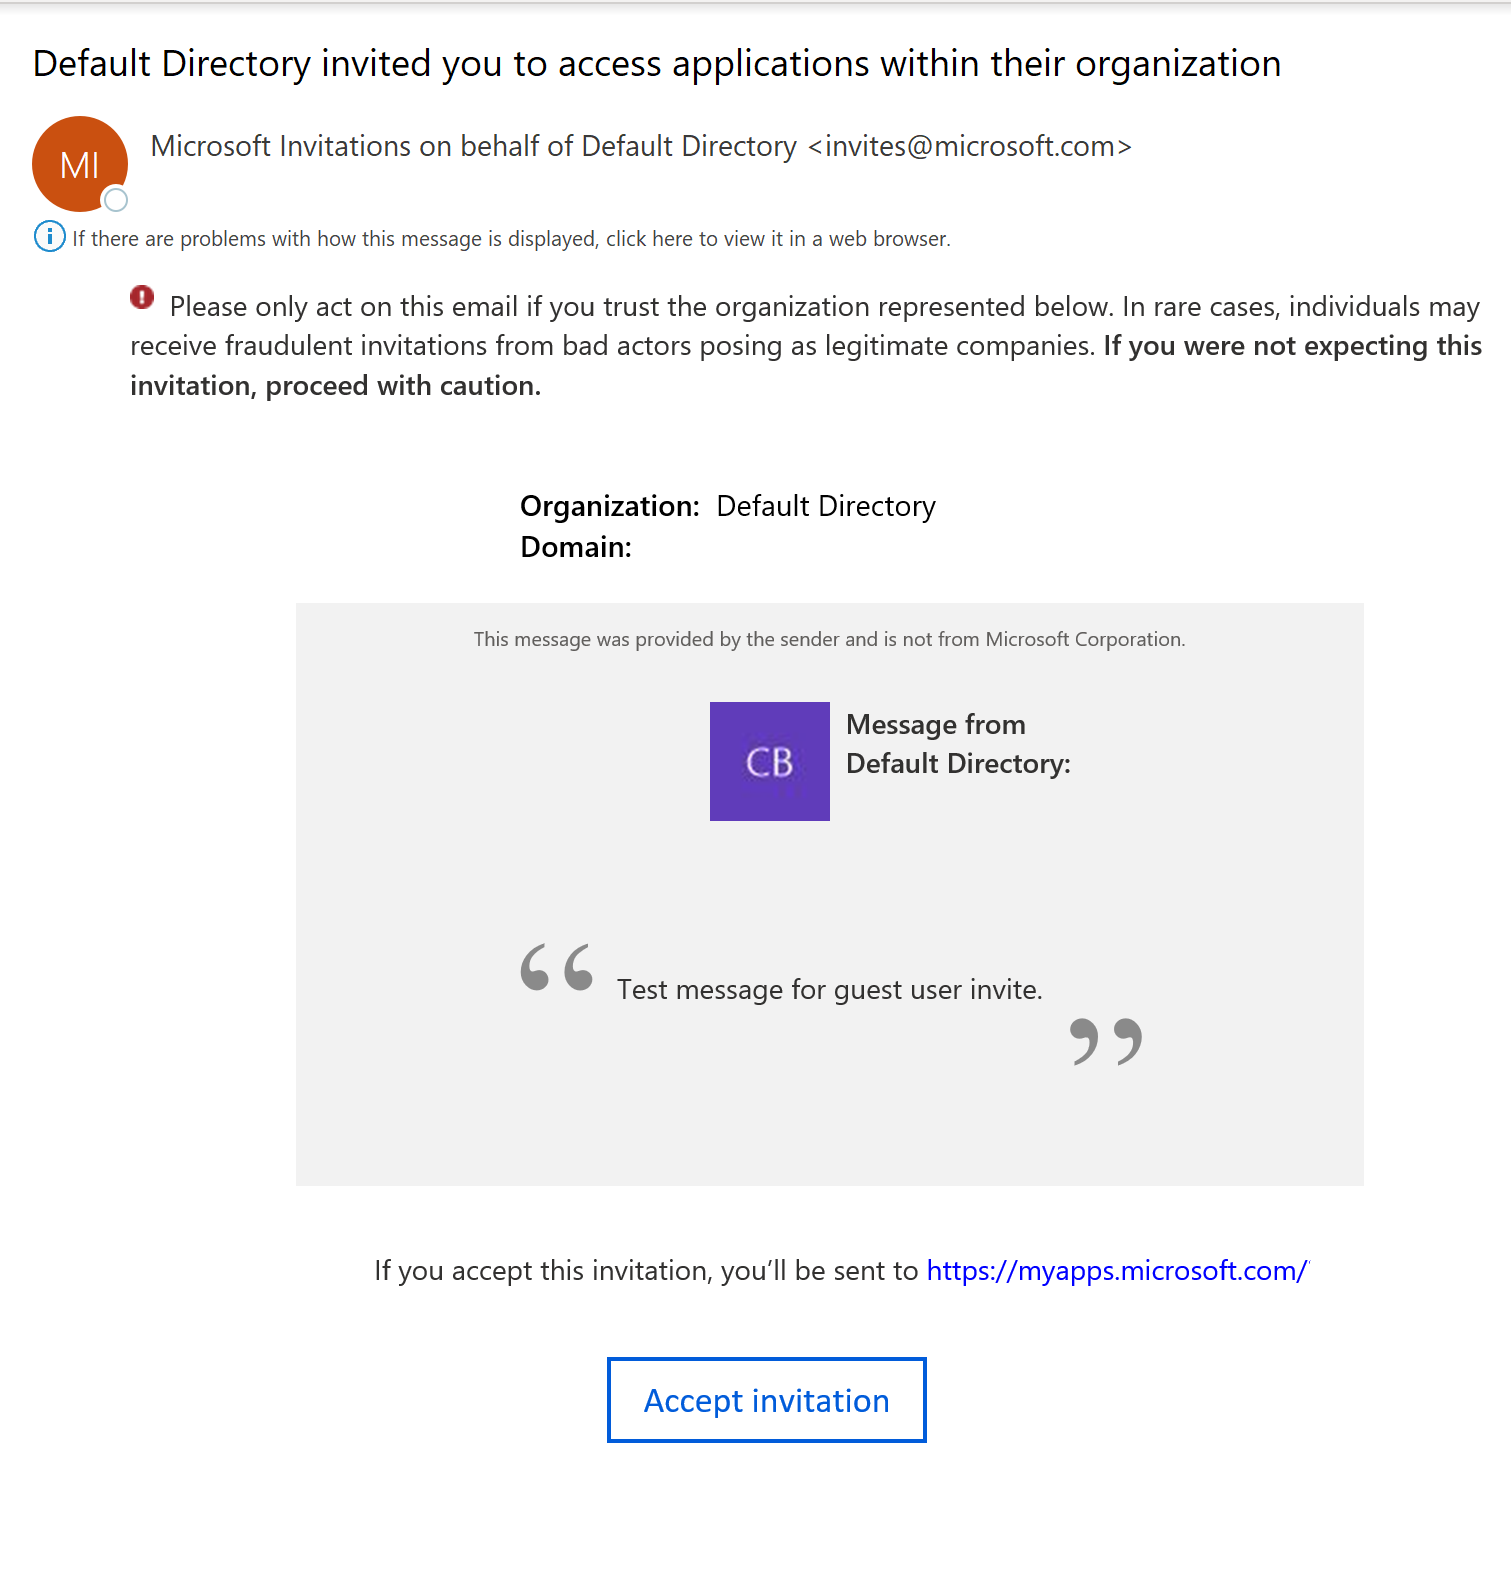 Default Directory invited you to access applications within their organization
MI
Microsoft Invitations on behalf of Default Directory <invites@microsoft.com>
If there are problems with how this message is displayed, click here to view it in a web browser.
Please only act on this email if you trust the organization represented below. In rare cases, individuals may
receive fraudulent invitations from bad actors posing as legitimate companies. If you were not expecting this
invitation, proceed with caution.
Organization: Default Directory
Domain:
This message was provided by the sender and is not from Microsoft Corporation.
CB
Message from
Default Directory:
“ Test message for guest user invite. ”
If you accept this invitation, you’ll be sent to https://myapps.microsoft.com/
Accept invitation